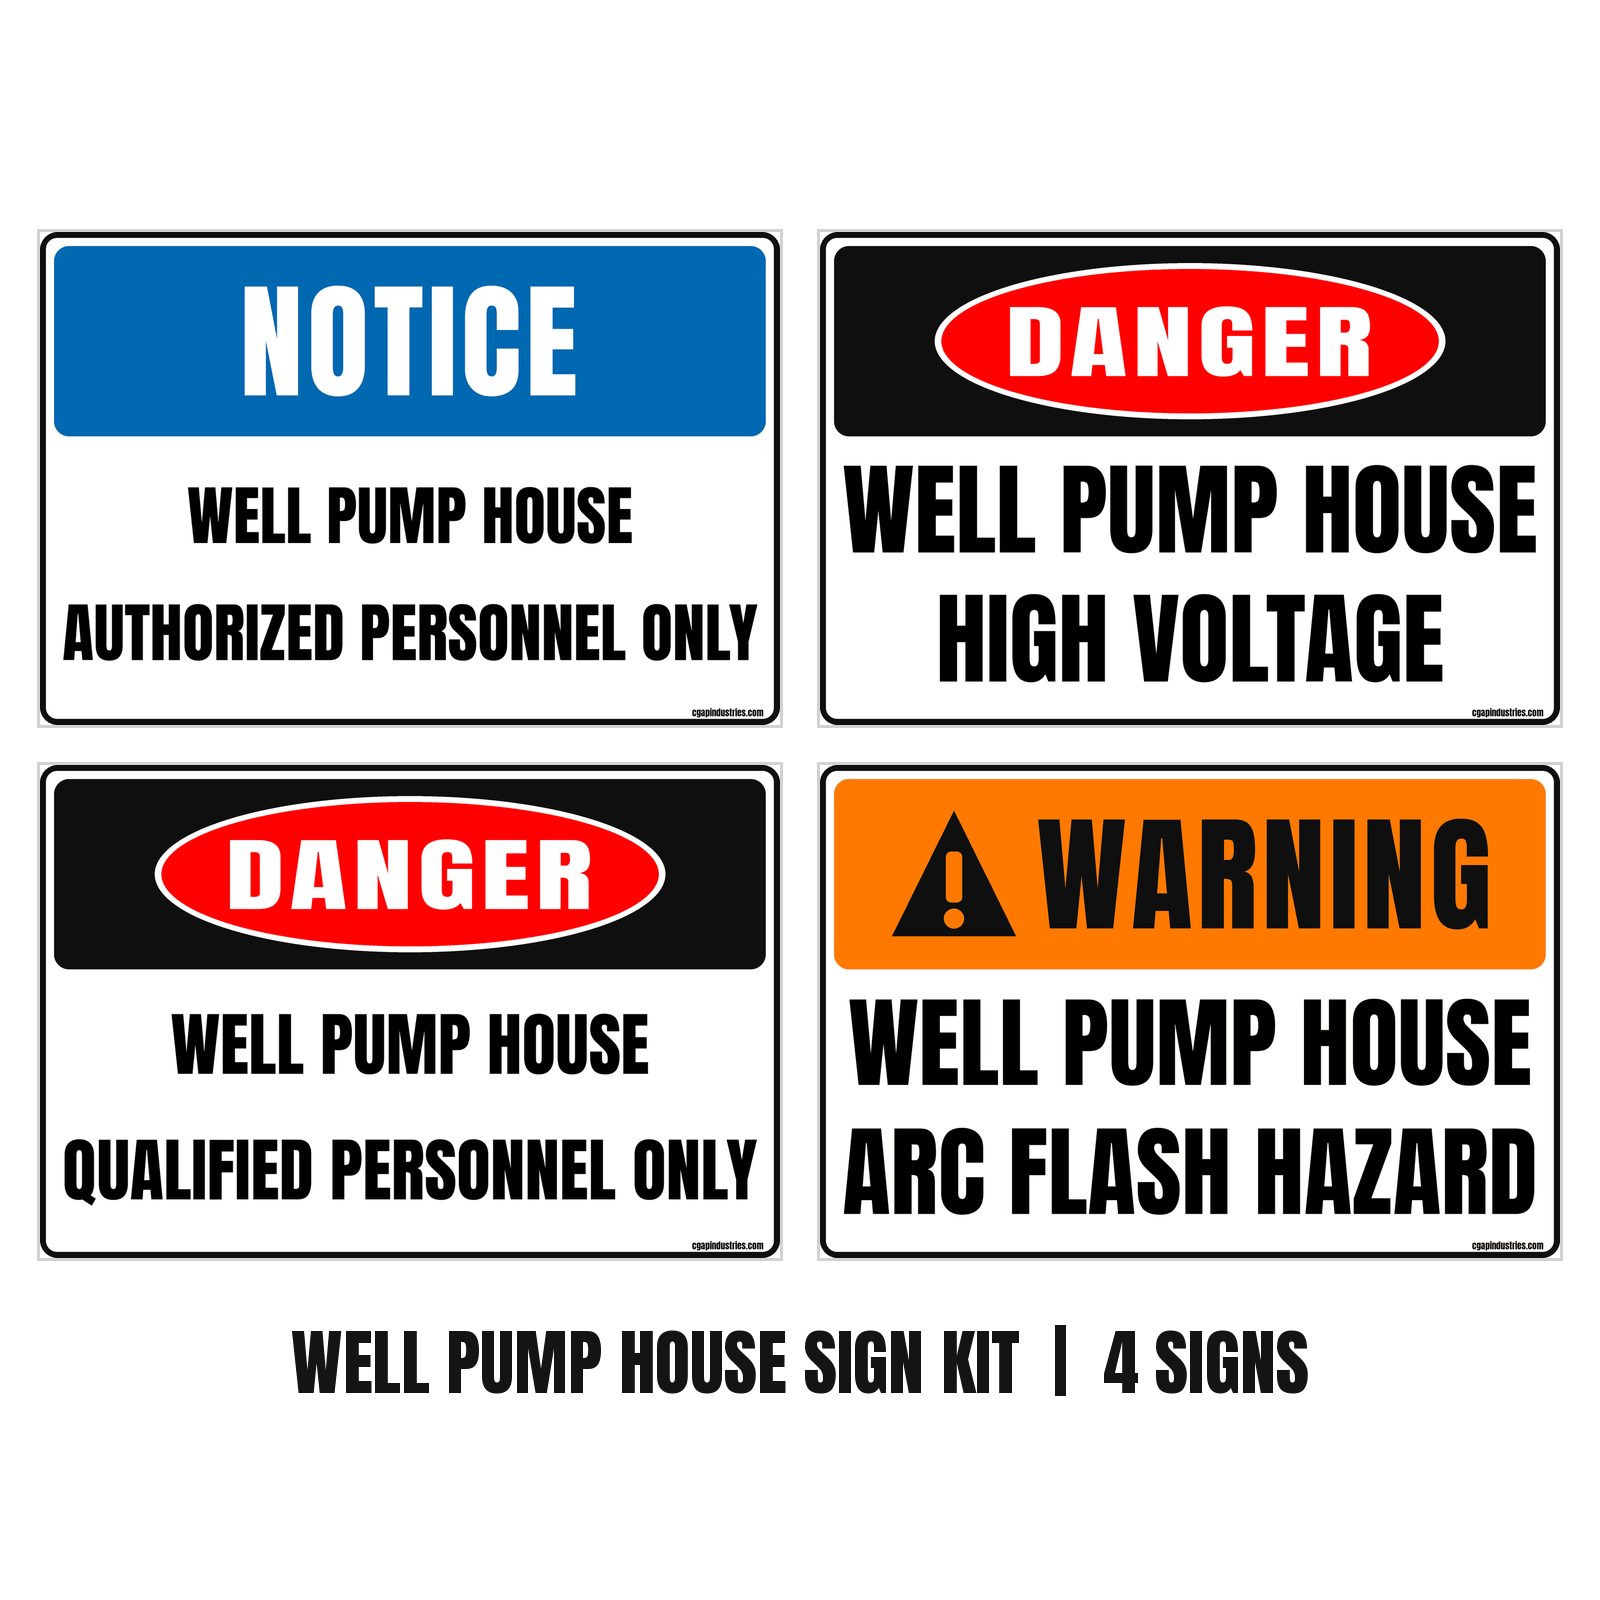 NOTICE
WELL PUMP HOUSE
AUTHORIZED PERSONNEL ONLY
cgapindustries.com
DANGER
WELL PUMP HOUSE
HIGH VOLTAGE
cgapindustries.com
DANGER
WELL PUMP HOUSE
QUALIFIED PERSONNEL ONLY
cgapindustries.com
WARNING
WELL PUMP HOUSE
ARC FLASH HAZARD
cgapindustries.com
WELL PUMP HOUSE SIGN KIT | 4 SIGNS